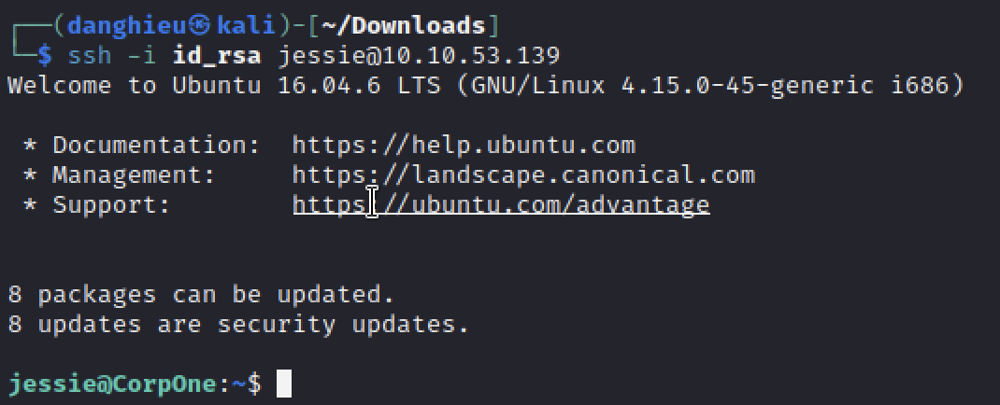 ┌──(danghieu㉿kali)-[~/Downloads]
└─$ ssh -i id_rsa jessie@10.10.53.139
Welcome to Ubuntu 16.04.6 LTS (GNU/Linux 4.15.0-45-generic i686)

 * Documentation:  https://help.ubuntu.com
 * Management:     https://landscape.canonical.com
 * Support:        https://ubuntu.com/advantage


8 packages can be updated.
8 updates are security updates.

jessie@CorpOne:~$